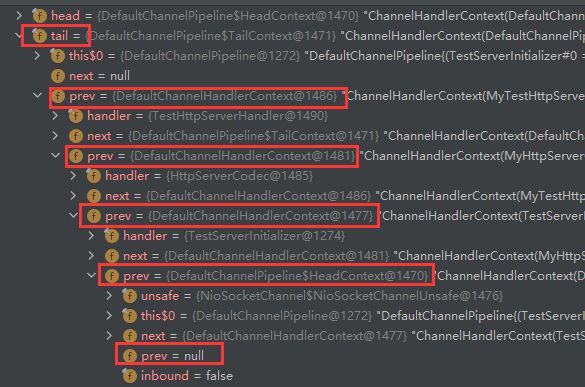 head = {DefaultChannelPipeline$HeadContext@1470} "ChannelHandlerContext(DefaultChannelPip
tail = {DefaultChannelPipeline$TailContext@1471} "ChannelHandlerContext(DefaultChannelPipel
this$0 = {DefaultChannelPipeline@1272} "DefaultChannelPipeline{(TestServerInitializer#0 =
next = null
prev = {DefaultChannelHandlerContext@1486} "ChannelHandlerContext(MyTestHttpServer
handler = {TestHttpServerHandler@1490}
next = {DefaultChannelPipeline$TailContext@1471} "ChannelHandlerContext(DefaultCh
prev = {DefaultChannelHandlerContext@1481} "ChannelHandlerContext(MyHttpServer
handler = {HttpServerCodec@1485}
next = {DefaultChannelHandlerContext@1486} "ChannelHandlerContext(MyTestHtt
prev = {DefaultChannelHandlerContext@1477} "ChannelHandlerContext(TestServerI
handler = {TestServerInitializer@1274}
next = {DefaultChannelHandlerContext@1481} "ChannelHandlerContext(MyHttpS
prev = {DefaultChannelPipeline$HeadContext@1470} "ChannelHandlerContext(D
unsafe = {NioSocketChannel$NioSocketChannelUnsafe@1476}
this$0 = {DefaultChannelPipeline@1272} "DefaultChannelPipeline{(TestServerI
next = {DefaultChannelHandlerContext@1477} "ChannelHandlerContext(TestS
prev = null
inbound = false